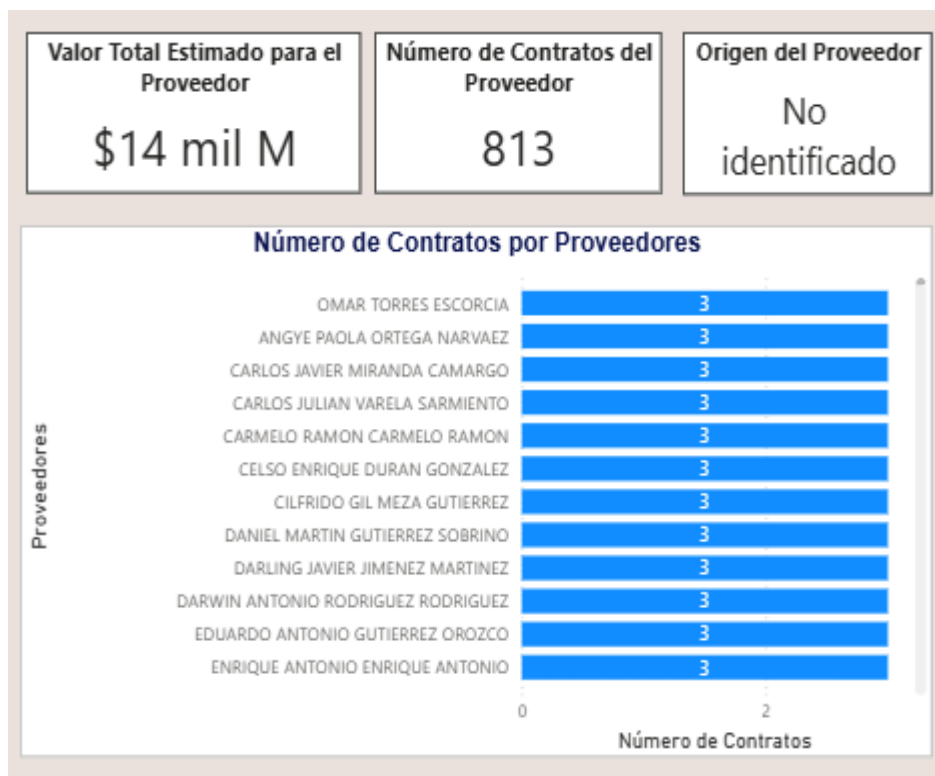 Valor Total Estimado para el
Proveedor
$14 mil M
Número de Contratos del
Proveedor
813
Origen del Proveedor
No
identificado
Número de Contratos por Proveedores
Proveedores
OMAR TORRES ESCORCIA 3
ANGYE PAOLA ORTEGA NARVAEZ 3
CARLOS JAVIER MIRANDA CAMARGO 3
CARLOS JULIAN VARELA SARMIENTO 3
CARMELO RAMON CARMELO RAMON 3
CELSO ENRIQUE DURAN GONZALEZ 3
CILFRIDO GIL MEZA GUTIERREZ 3
DANIEL MARTIN GUTIERREZ SOBRINO 3
DARLING JAVIER JIMENEZ MARTINEZ 3
DARWIN ANTONIO RODRIGUEZ RODRIGUEZ 3
EDUARDO ANTONIO GUTIERREZ OROZCO 3
ENRIQUE ANTONIO ENRIQUE ANTONIO 3
0 2
Número de Contratos